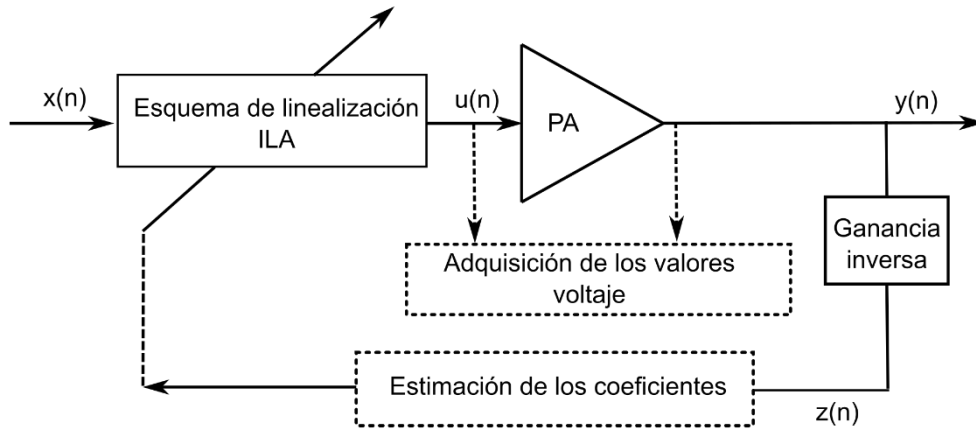 x(n)
Esquema de linealización
ILA
u(n)
PA
y(n)
Ganancia
inversa
Adquisición de los valores
voltaje
Estimación de los coeficientes
z(n)